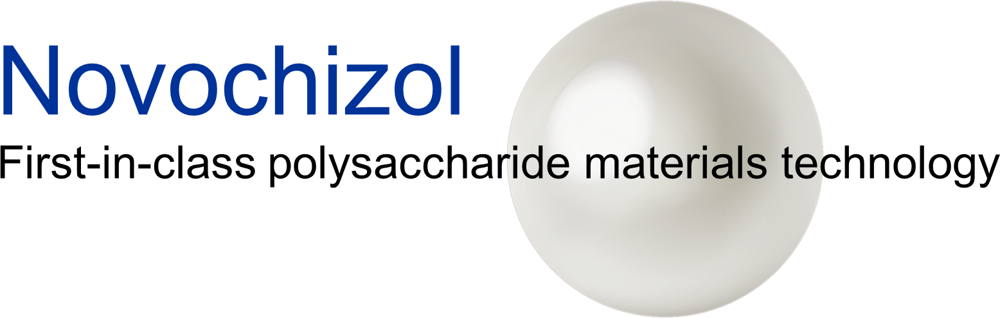 Novochizol
First-in-class polysaccharide materials technology